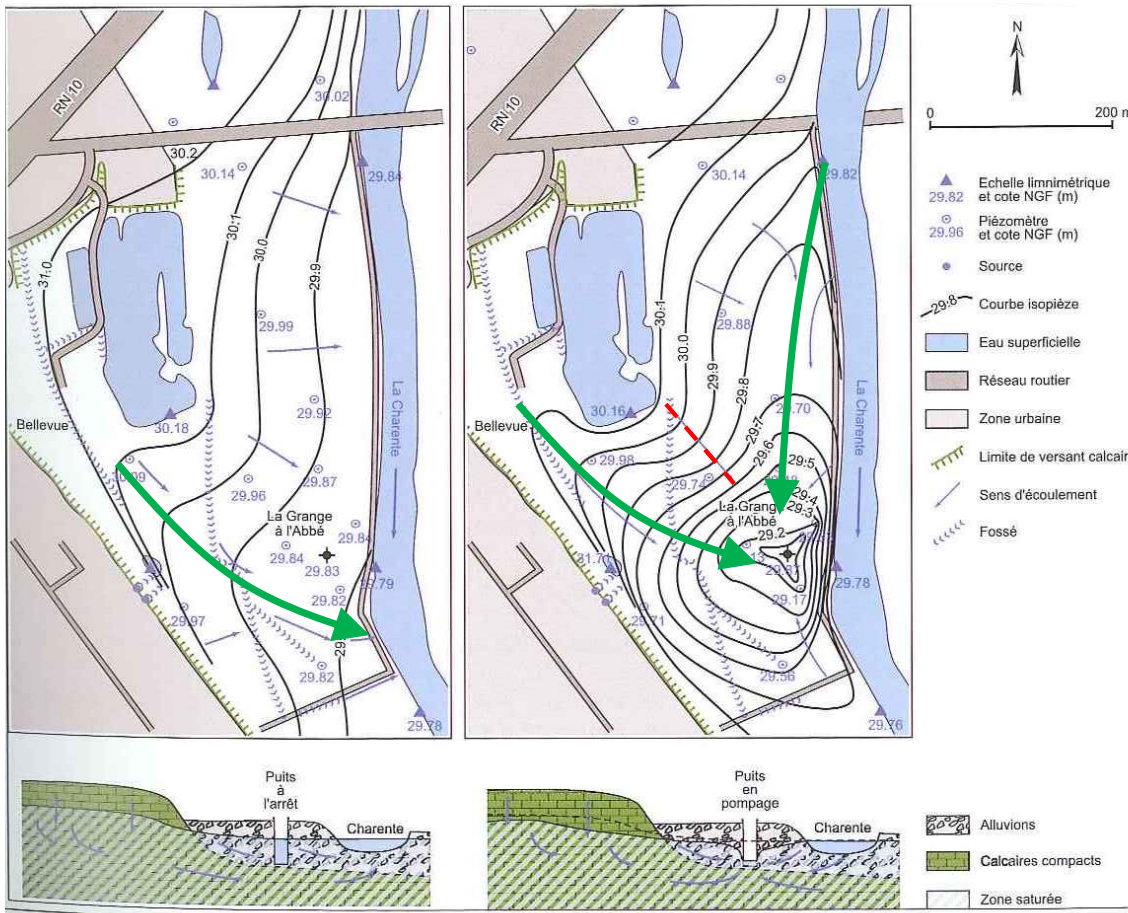 RN 10
30.02
30.2
30.14
29.84
31.0
30.1
30.0
29.9
29.99
29.92
La Charente
Bellevue
30.18
29.96
29.87
La Grange
à l'Abbé
29.84
29.84
29.83
29.79
29.82
29.97
29.82
29.78
RN 10
29.82
30.14
30.1
29.88
30.0
29.9
29.8
30.16
29.70
29.7
La Charente
Bellevue
29.6
29.98
29.5
29.74
29.4
La Grange
à l'Abbé
29.3
29.2
29.78
29.17
29.71
29.56
29.76
N
0
200 m
Echelle limnimétrique
29.82
et cote NGF (m)
Piézomètre
29.96
et cote NGF (m)
Source
29.8
Courbe isopièze
Eau superficielle
Réseau routier
Zone urbaine
Limite de versant calcair
Sens d'écoulement
Fossé
Puits
à
l'arrêt
Charente
Puits
en
pompage
Charente
Alluvions
Calcaires compacts
Zone saturée